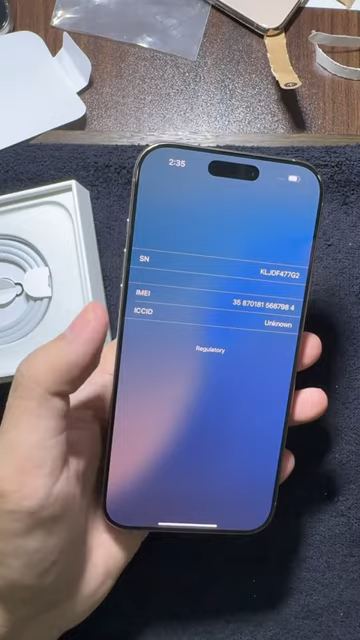 2:35
SN
KLJDF477G2
IMEI
35 870181 568798 4
ICCID
Unknown
Regulatory